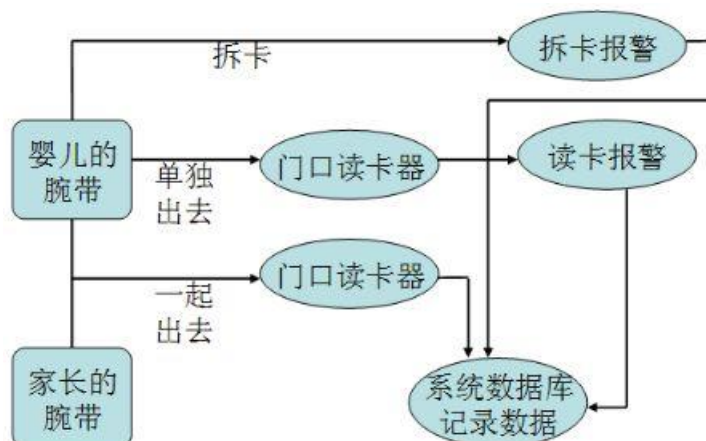 拆卡
拆卡报警
婴儿的
腕带
单独
出去
门口读卡器
读卡报警
一起
出去
门口读卡器
家长的
腕带
系统数据库
记录数据